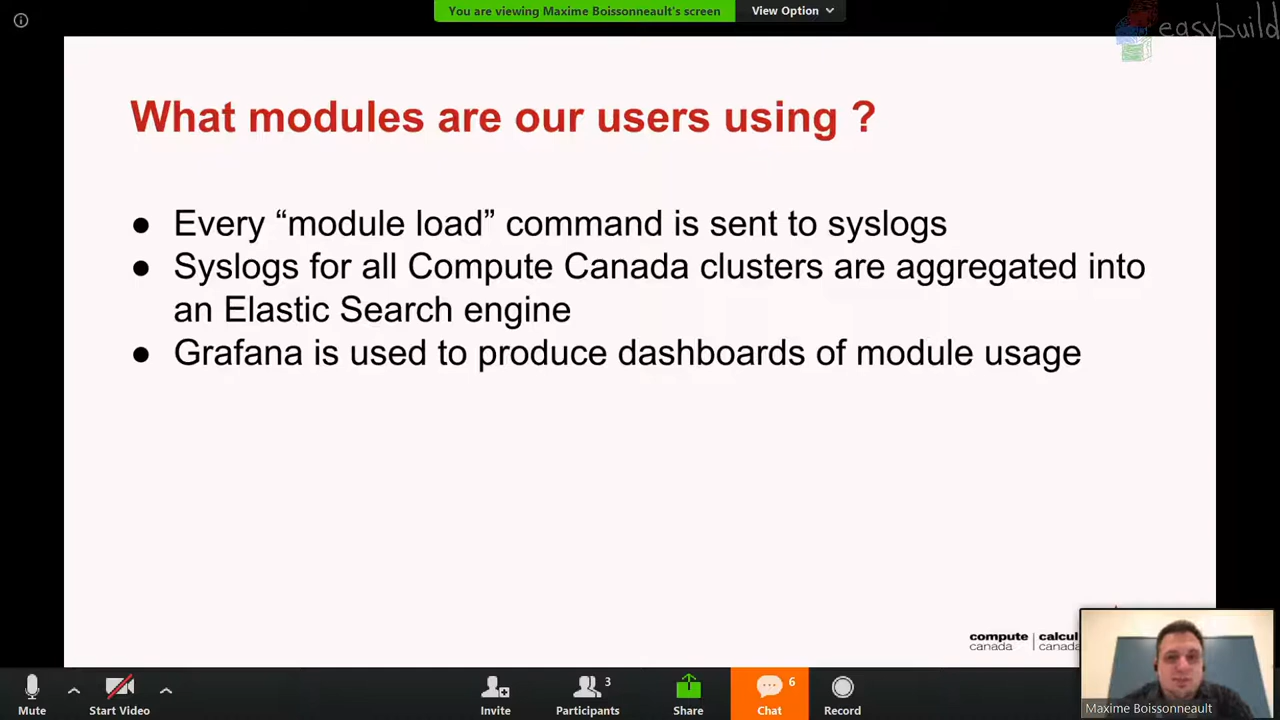 You are viewing Maxime Boissonneault's screen
View Option
easybuild
What modules are our users using ?
● Every “module load” command is sent to syslogs
● Syslogs for all Compute Canada clusters are aggregated into
an Elastic Search engine
● Grafana is used to produce dashboards of module usage
compute | calcul
canada | canada
Maxime Boissonneault
3
6
Mute
Start Video
Invite
Participants
Share
Chat
Record